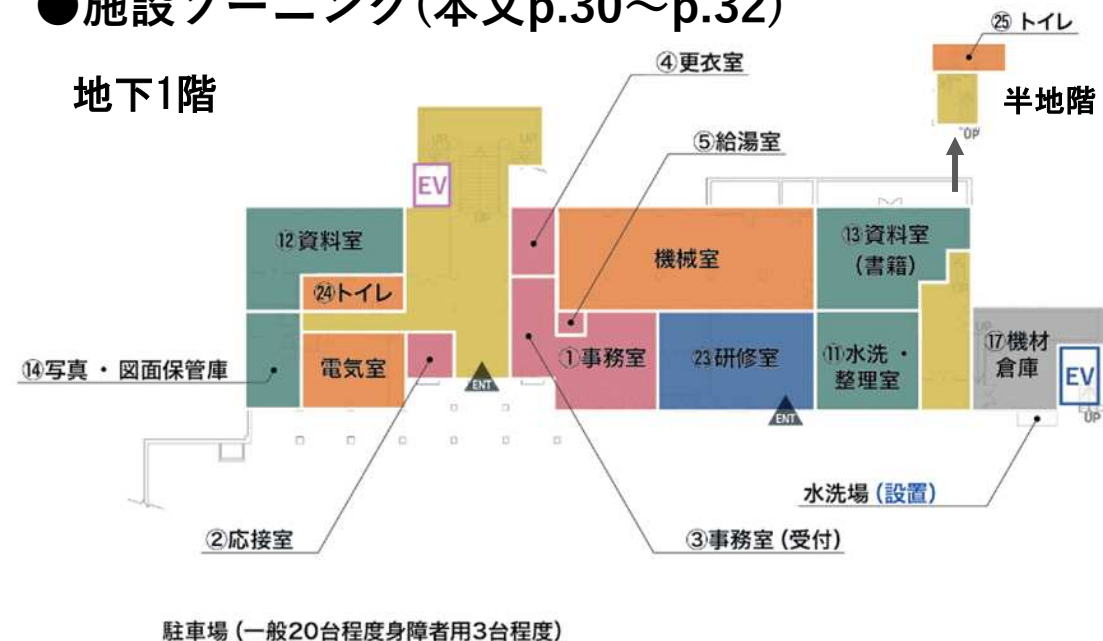 ●施設ゾーニング(本文p.30～p.32)
㉕トイレ
地下1階
④更衣室
半地階
UP
⑤給湯室
EV
UP
⑫資料室
機械室
⑬資料室
(書籍)
㉔トイレ
⑭写真・図面保管庫
電気室
①事務室
㉓研修室
⑪水洗・
整理室
⑰機材
倉庫
EV
ENT
ENT
UP
水洗場(設置)
②応接室
③事務室(受付)
駐車場(一般20台程度身障者用3台程度)